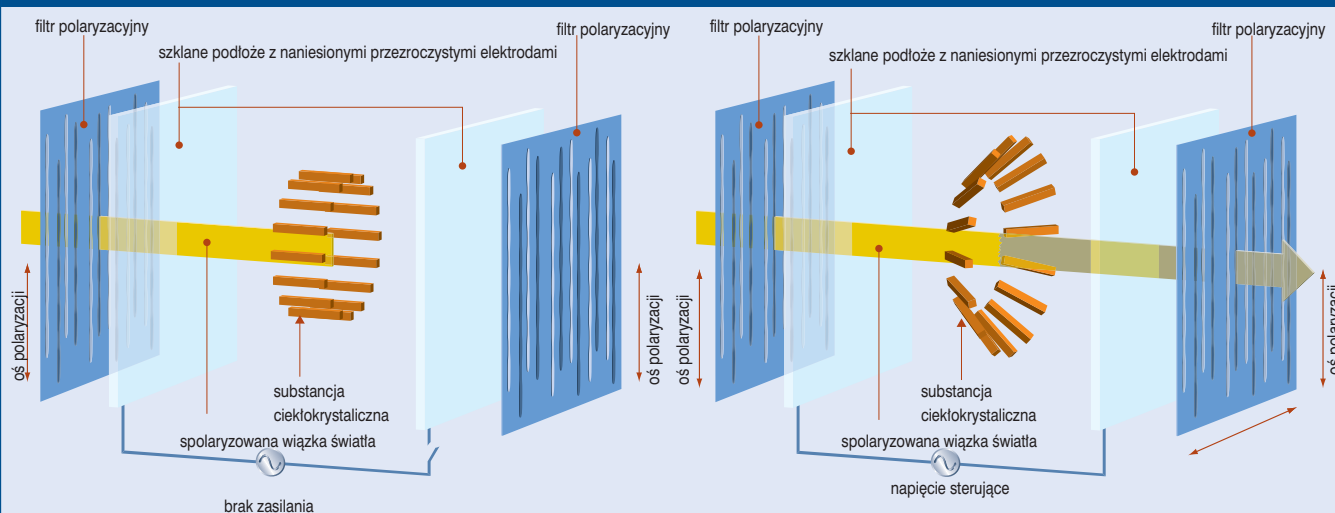 filtr polaryzacyjny
filtr polaryzacyjny
szklane podłoże z naniesionymi przezroczystymi elektrodami
oś polaryzacji
oś polaryzacji
substancja
ciekłokrystaliczna
spolaryzowana wiązka światła
brak zasilania
filtr polaryzacyjny
filtr polaryzacyjny
szklane podłoże z naniesionymi przezroczystymi elektrodami
oś polaryzacji
oś polaryzacji
substancja
ciekłokrystaliczna
spolaryzowana wiązka światła
napięcie sterujące